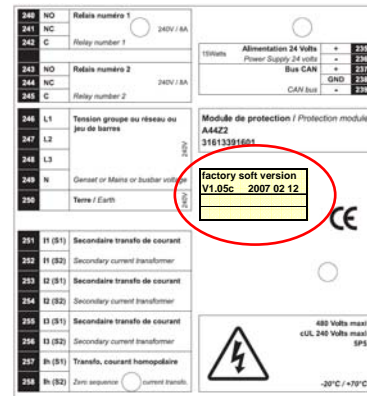 240 NO Relais numéro 1
241 NC 240V / 8A
242 C Relay number 1
243 NO Relais numéro 2
244 NC 240V / 8A
245 C Relay number 2
246 L1 Tension groupe ou réseau ou
jeu de barres
247 L2
248 L3 240V
249 N Genset or Mains or busbar voltage
250 Terre / Earth 240V
251 I1 (S1) Secondaire transfo de courant
252 I1 (S2) Secondary current transformer
253 I2 (S1) Secondaire transfo de courant
254 I2 (S2) Secondary current transformer
255 I3 (S1) Secondaire transfo de courant
256 I3 (S2) Secondary current transformer
257 Ih (S1) Transfo, courant homopolaire
258 Ih (S2) Zero sequence current transfo.
15Watts Alimentation 24 Volts + 235
Power Supply 24 volts - 236
Bus CAN + 237
GND 238
CAN bus - 239
Module de protection / Protection module
A44Z2
31613391601
factory soft version
V1.05c 2007 02 12
CE
480 Volts maxi
cUL 240 Volts maxi
SPS
-20°C / +70°C